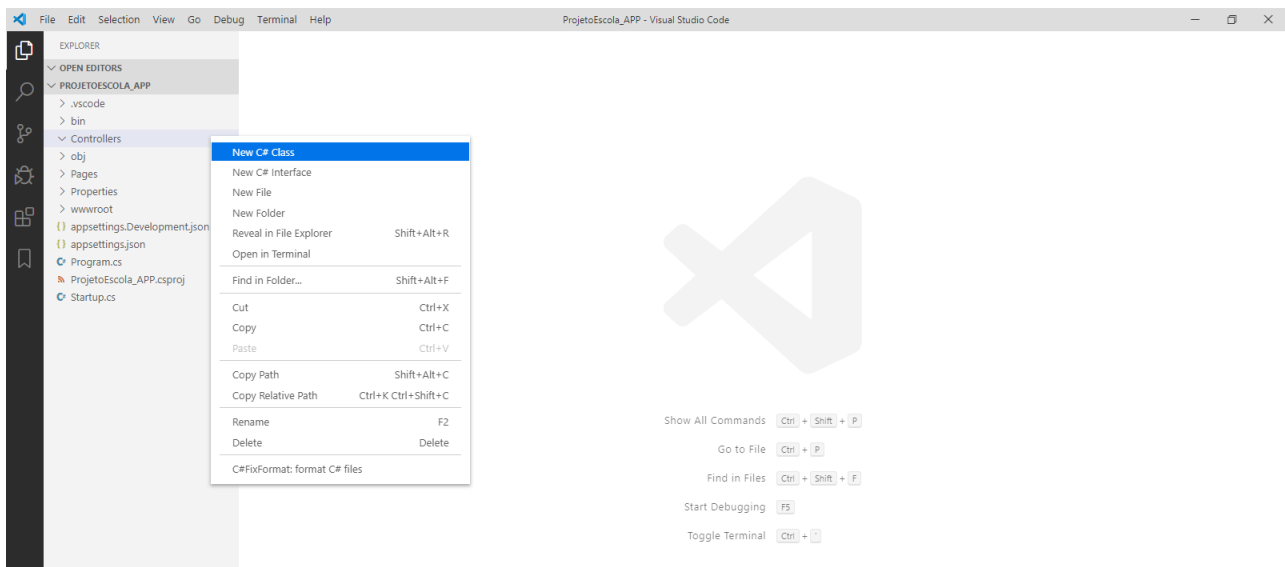 File Edit Selection View Go Debug Terminal Help
ProjetoEscola_APP - Visual Studio Code
EXPLORER
OPEN EDITORS
PROJETOESCOLA_APP
.vscode
bin
Controllers
obj
Pages
Properties
wwwroot
appsettings.Development.json
appsettings.json
Program.cs
ProjetoEscola_APP.csproj
Startup.cs
New C# Class
New C# Interface
New File
New Folder
Reveal in File Explorer Shift+Alt+R
Open in Terminal
Find in Folder... Shift+Alt+F
Cut Ctrl+X
Copy Ctrl+C
Paste Ctrl+V
Copy Path Shift+Alt+C
Copy Relative Path Ctrl+K Ctrl+Shift+C
Rename F2
Delete Delete
C#FixFormat: format C# files
Show All Commands Ctrl + Shift + P
Go to File Ctrl + P
Find in Files Ctrl + Shift + F
Start Debugging F5
Toggle Terminal Ctrl +